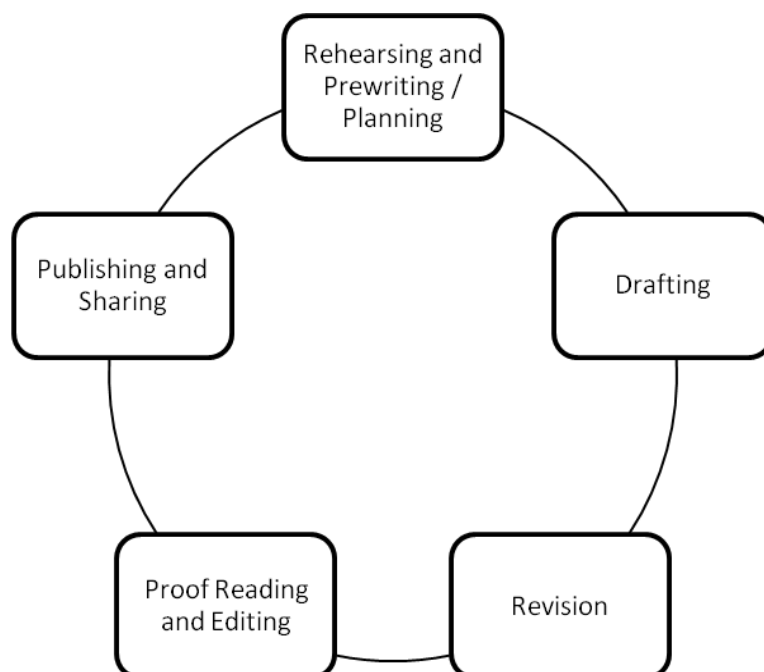 Rehearsing and
Prewriting /
Planning
Drafting
Revision
Proof Reading
and Editing
Publishing and
Sharing